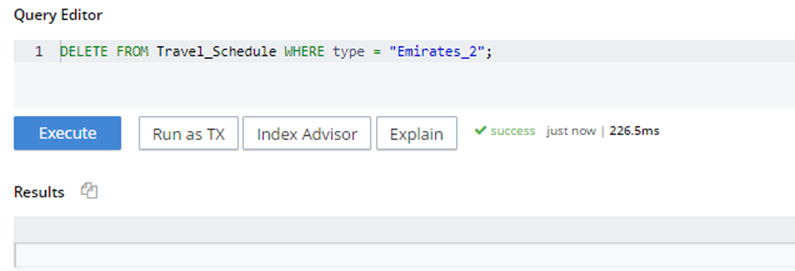 Query Editor
1 DELETE FROM Travel_Schedule WHERE type = "Emirates_2";
Execute Run as TX Index Advisor Explain ✔ success just now | 226.5ms
Results